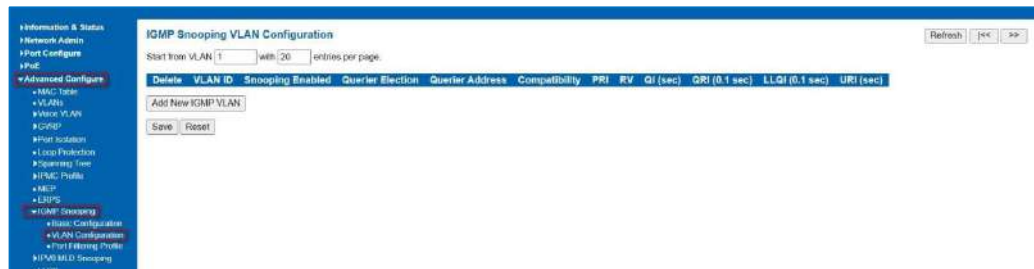 Information & Status
Network Admin
Port Configure
PoE
Advanced Configure
MAC Table
VLANs
Voice VLAN
GVRP
Port Isolation
Loop Protection
Spanning Tree
IPMC Profile
MEP
ERPS
IGMP Snooping
Basic Configuration
VLAN Configuration
Port Filtering Profile
IPV6 MLD Snooping
IGMP Snooping VLAN Configuration
Refresh |<< >>
Start from VLAN 1 with 20 entries per page.
Delete VLAN ID Snooping Enabled Querier Election Querier Address Compatibility PRI RV QI (sec) QRI (0.1 sec) LLQI (0.1 sec) URI (sec)
Add New IGMP VLAN
Save Reset